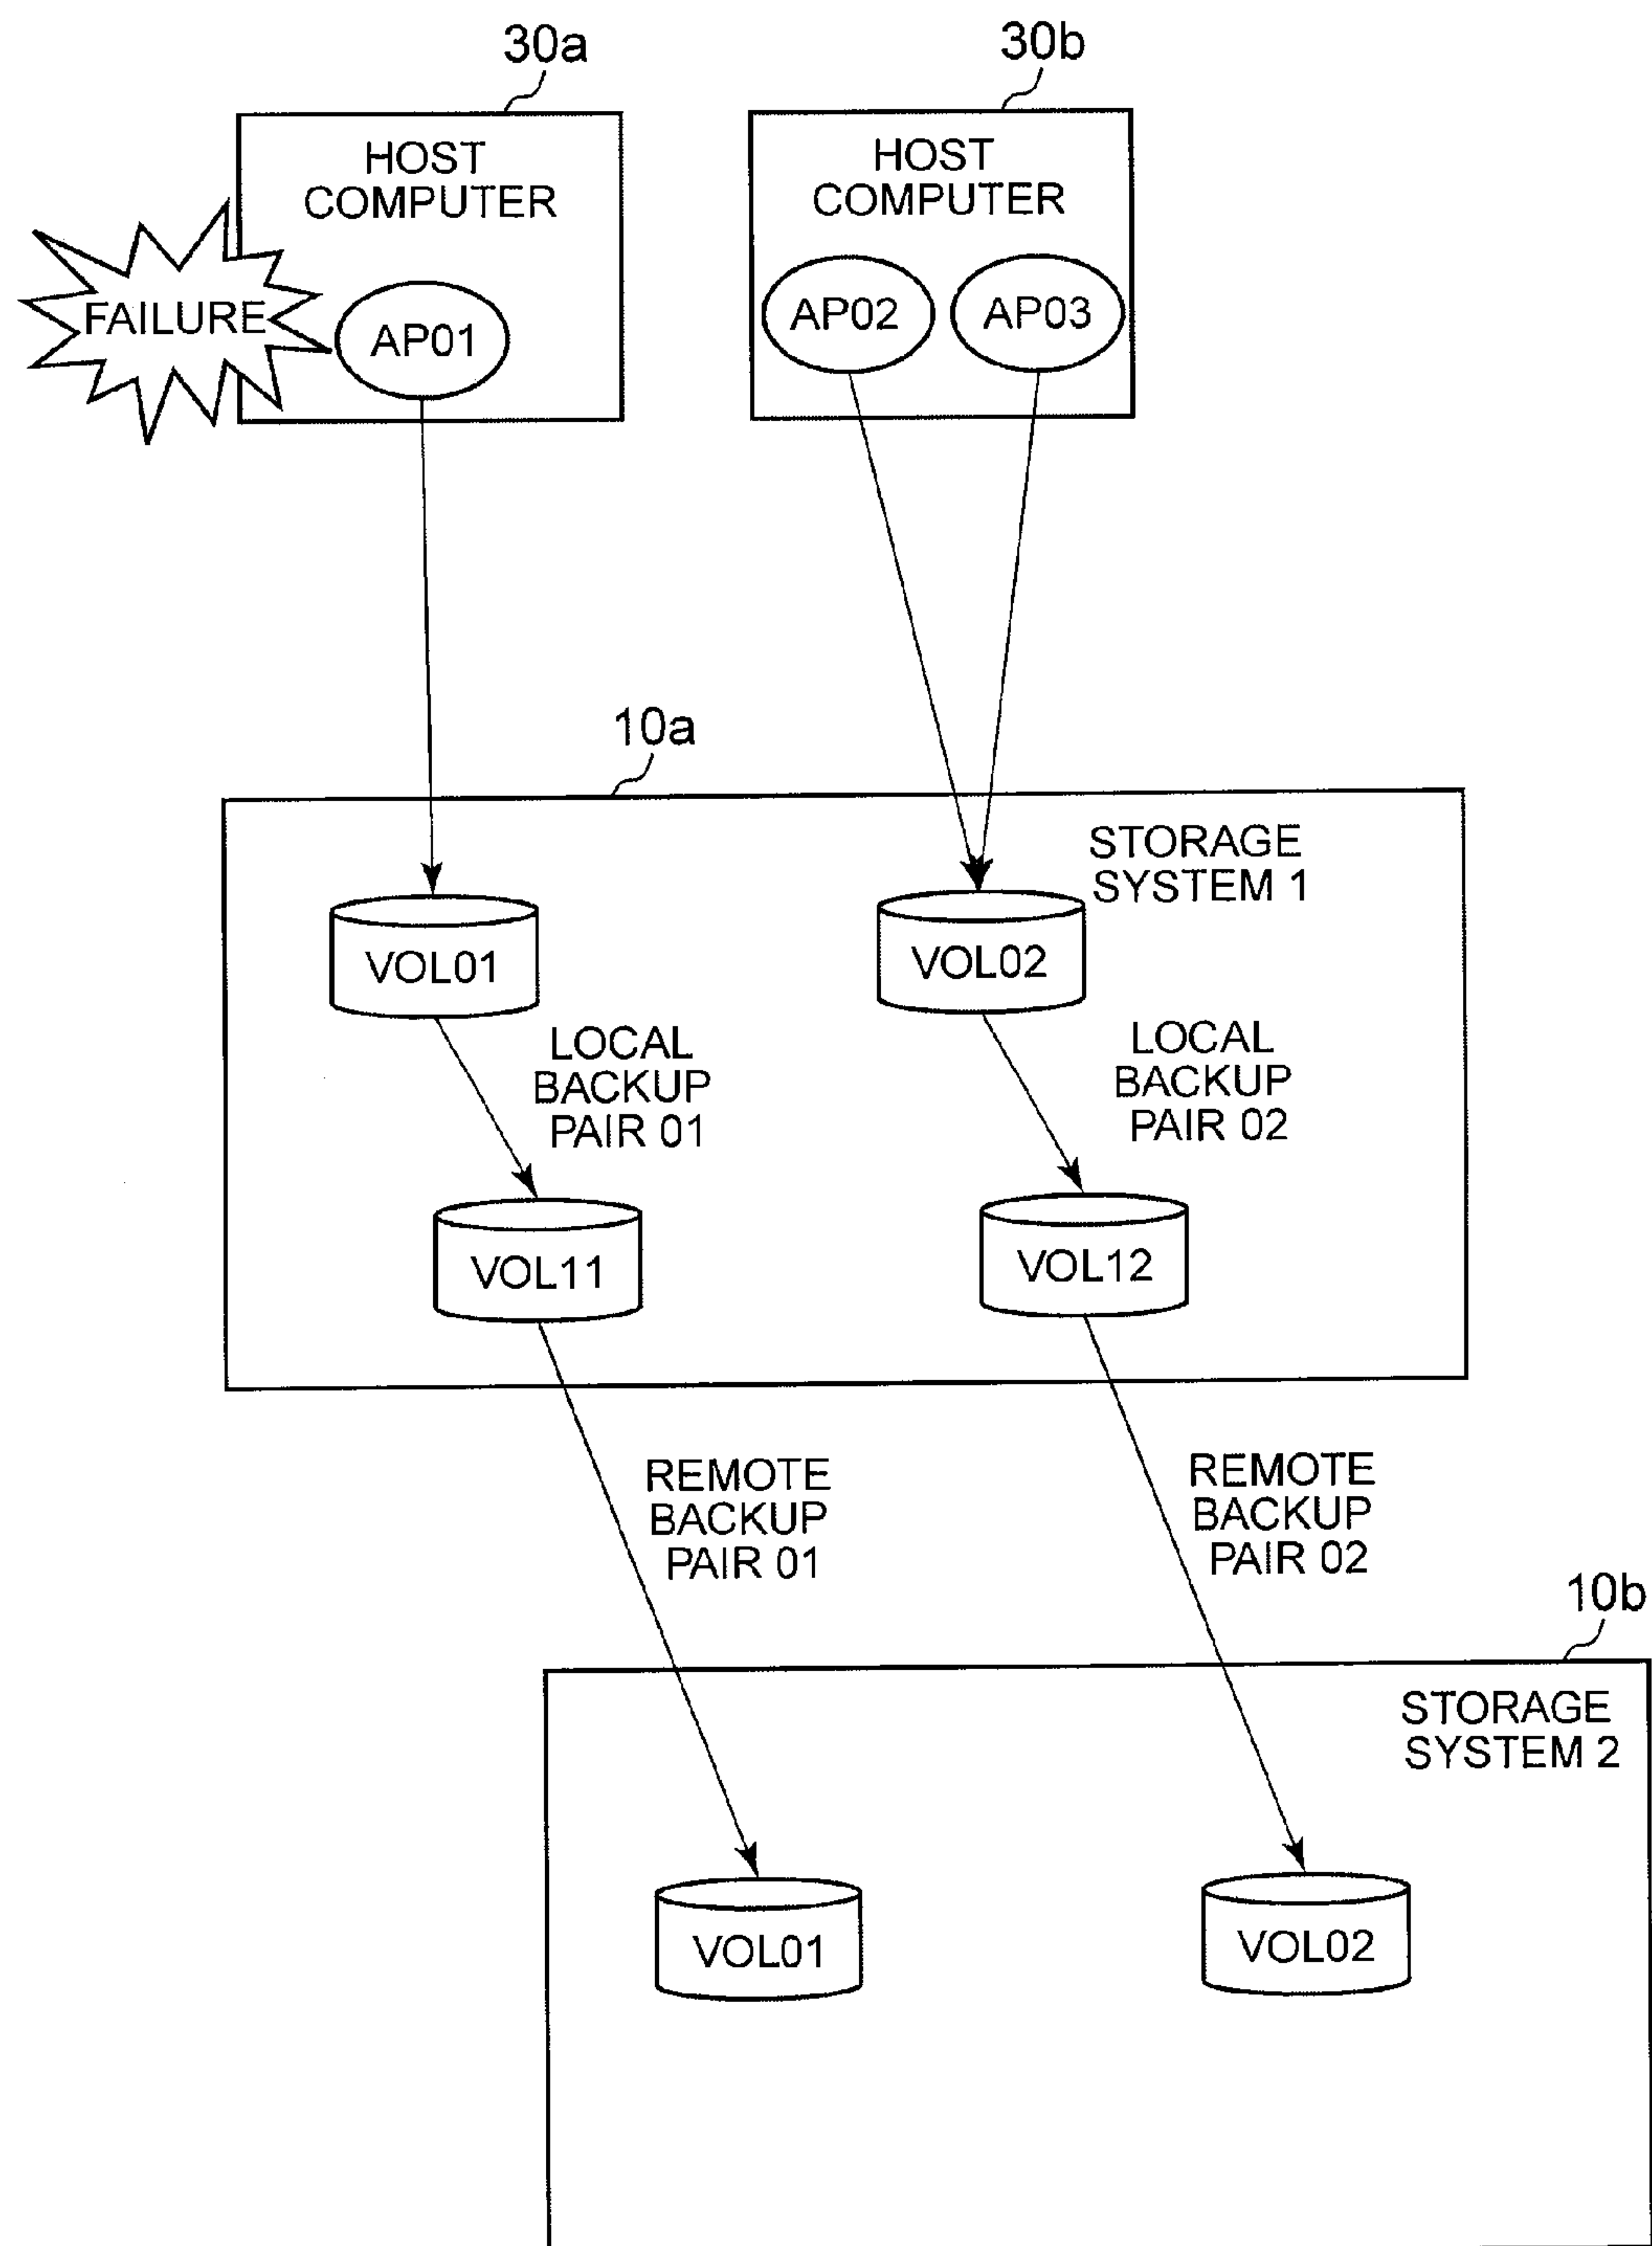 30a
30b
HOST
COMPUTER
HOST
COMPUTER
FAILURE
AP01
AP02
AP03
10a
STORAGE
SYSTEM 1
VOL01
VOL02
LOCAL
BACKUP
PAIR 01
LOCAL
BACKUP
PAIR 02
VOL11
VOL12
REMOTE
BACKUP
PAIR 01
REMOTE
BACKUP
PAIR 02
10b
STORAGE
SYSTEM 2
VOL01
VOL02